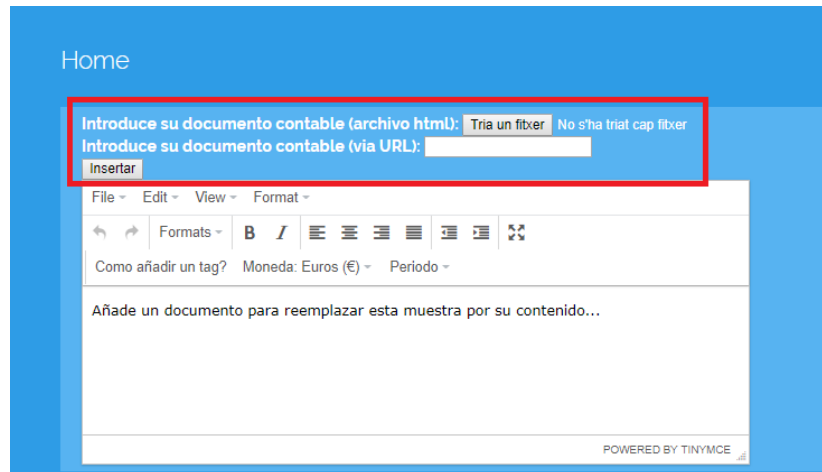 Home
Introduce su documento contable (archivo html): Tria un fitxer No s'ha triat cap fitxer
Introduce su documento contable (via URL):
Insertar
File Edit View Format
Formats B I
Como añadir un tag? Moneda: Euros (€) Periodo
Añade un documento para reemplazar esta muestra por su contenido...
POWERED BY TINYMCE